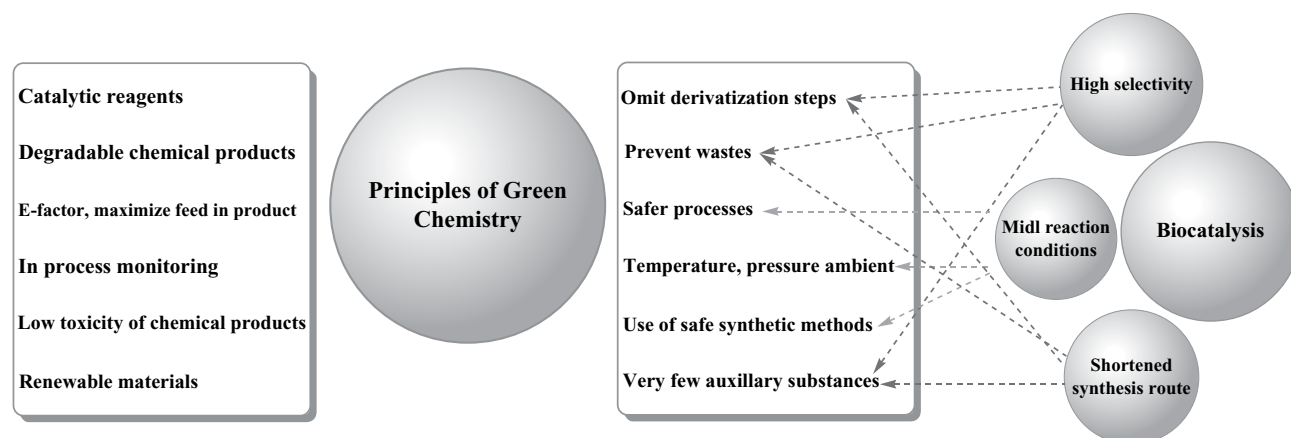 Catalytic reagents
Degradable chemical products
E-factor, maximize feed in product
In process monitoring
Low toxicity of chemical products
Renewable materials
Principles of Green
Chemistry
Omit derivatization steps
Prevent wastes
Safer processes
Temperature, pressure ambient
Use of safe synthetic methods
Very few auxillary substances
High selectivity
Midl reaction
conditions
Shortened
synthesis route
Biocatalysis